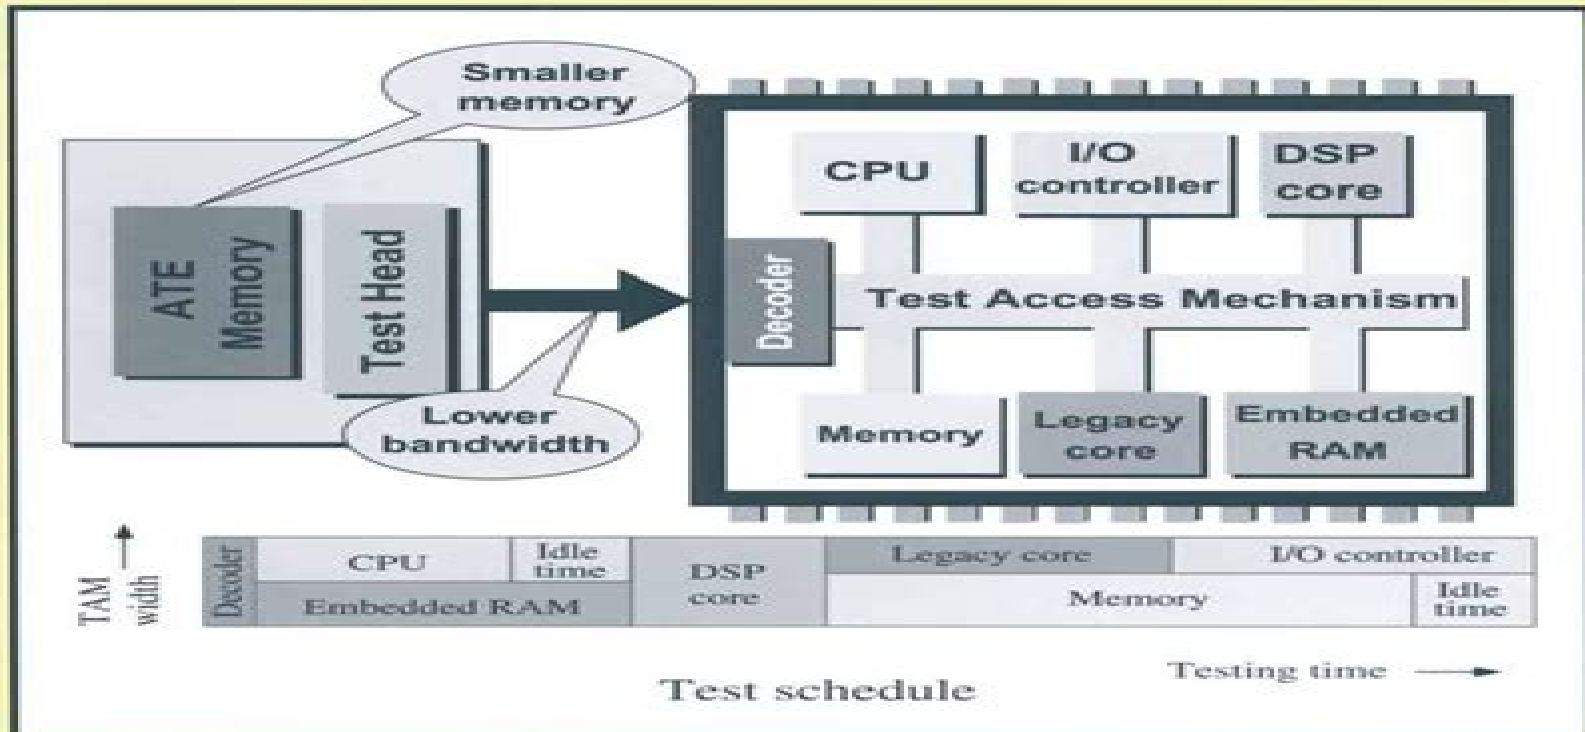 Smaller
memory
ATE
Memory
Test Head
Lower
bandwidth
CPU
I/O
controller
DSP
core
Decoder
Test Access Mechanism
Memory
Legacy
core
Embedded
RAM
TAM
width
Decoder
CPU
Idle
time
Embedded RAM
DSP
core
Legacy core
I/O controller
Memory
Idle
time
Testing time
Test schedule